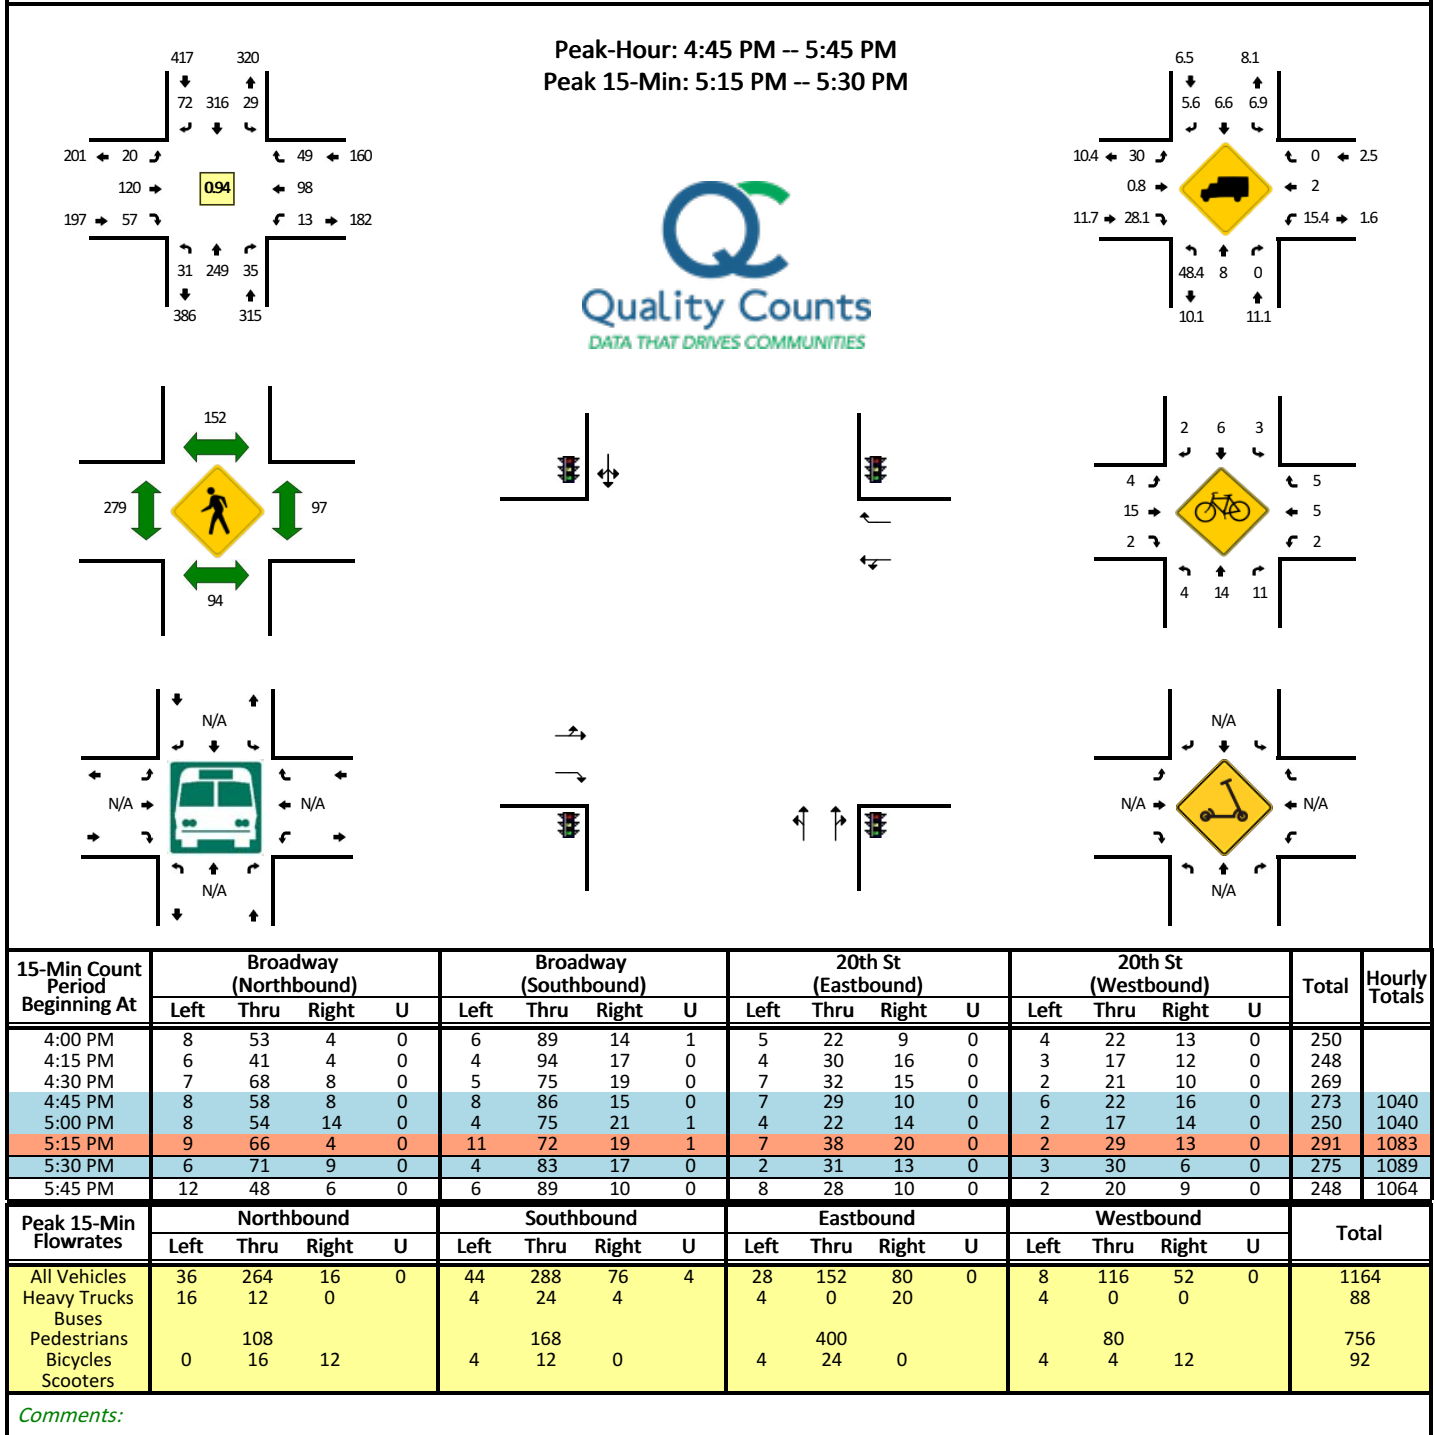 Peak-Hour: 4:45 PM -- 5:45 PM
Peak 15-Min: 5:15 PM -- 5:30 PM
417 320
72 316 29
201 20 49 160
120 0.94 98
197 57 13 182
31 249 35
386 315
6.5 8.1
5.6 6.6 6.9
10.4 30 0 2.5
0.8 2
11.7 28.1 15.4 1.6
48.4 8 0
10.1 11.1
QC
Quality Counts
DATA THAT DRIVES COMMUNITIES
152
279 97
94
2 6 3
4 5
15 5
2 2
4 14 11
N/A
N/A N/A
N/A
N/A
N/A N/A
N/A
15-Min Count Period Beginning At Broadway (Northbound) Broadway (Southbound) 20th St (Eastbound) 20th St (Westbound) Total Hourly Totals
Left Thru Right U Left Thru Right U Left Thru Right U Left Thru Right U
4:00 PM 8 53 4 0 6 89 14 1 5 22 9 0 4 22 13 0 250
4:15 PM 6 41 4 0 4 94 17 0 4 30 16 0 3 17 12 0 248
4:30 PM 7 68 8 0 5 75 19 0 7 32 15 0 2 21 10 0 269
4:45 PM 8 58 8 0 8 86 15 0 7 29 10 0 6 22 16 0 273 1040
5:00 PM 8 54 14 0 4 75 21 1 4 22 14 0 2 17 14 0 250 1040
5:15 PM 9 66 4 0 11 72 19 1 7 38 20 0 2 29 13 0 291 1083
5:30 PM 6 71 9 0 4 83 17 0 2 31 13 0 3 30 6 0 275 1089
5:45 PM 12 48 6 0 6 89 10 0 8 28 10 0 2 20 9 0 248 1064
Peak 15-Min Flowrates Northbound Southbound Eastbound Westbound Total
Left Thru Right U Left Thru Right U Left Thru Right U Left Thru Right U
All Vehicles 36 264 16 0 44 288 76 4 28 152 80 0 8 116 52 0 1164
Heavy Trucks 16 12 0 4 24 4 4 0 20 4 0 0 88
Buses
Pedestrians 108 168 400 80 756
Bicycles 0 16 12 4 12 0 4 24 0 4 4 12 92
Scooters
Comments: